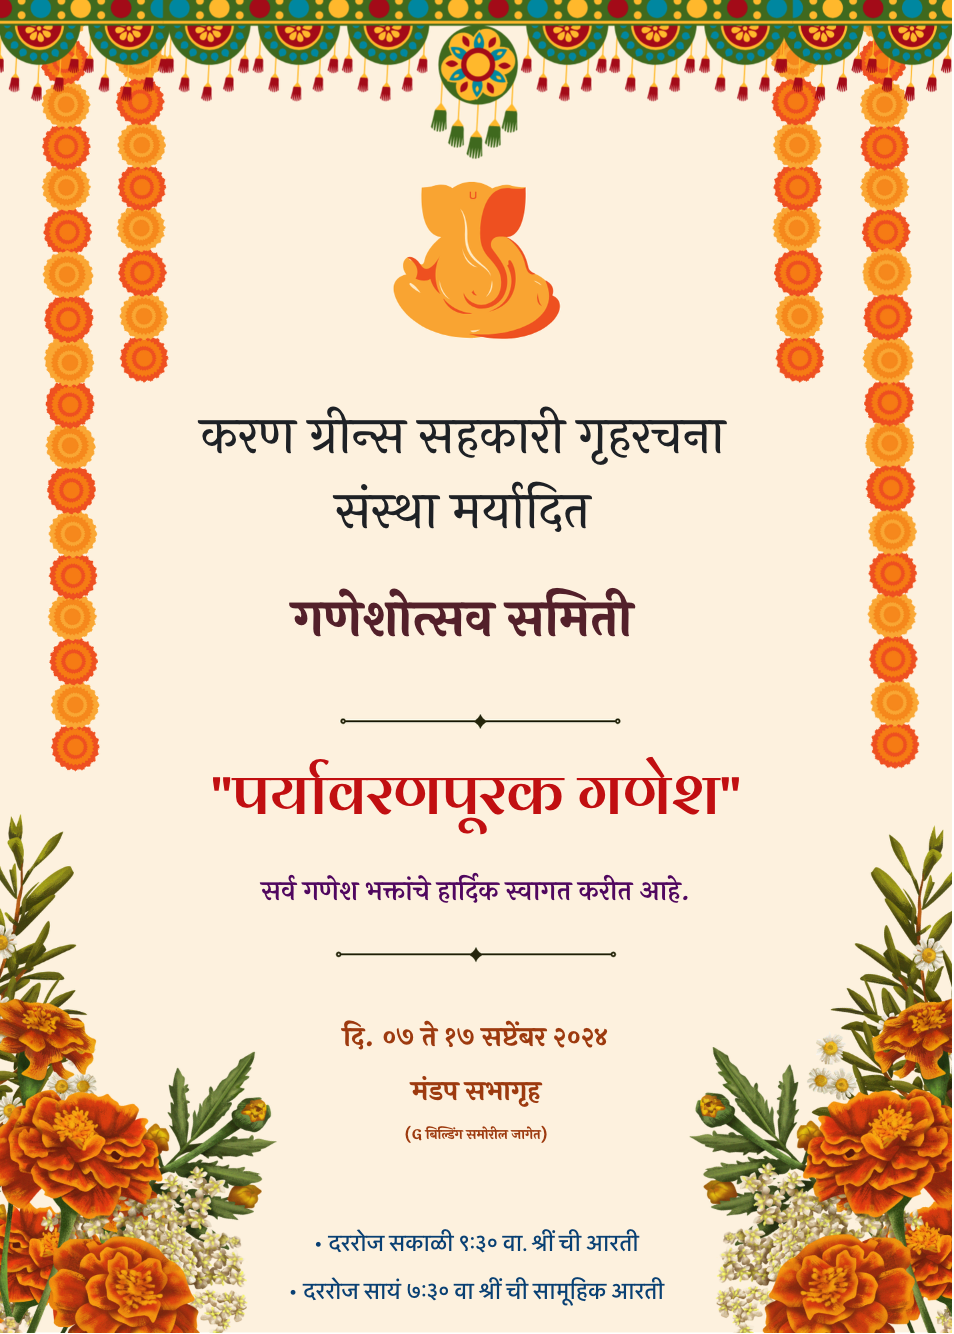 करण ग्रीन्स सहकारी गृहरचना
संस्था मर्यादित
गणेशोत्सव समिती
"पर्यावरणपूरक गणेश"
सर्व गणेश भक्तांचे हार्दिक स्वागत करीत आहे.
दि. ०७ ते १७ सप्टेंबर २०२४
मंडप सभागृह
(G बिल्डिंग समोरील जागेत)
• दररोज सकाळी ९:३० वा. श्रीं ची आरती
• दररोज सायं ७:३० वा श्रीं ची सामूहिक आरती